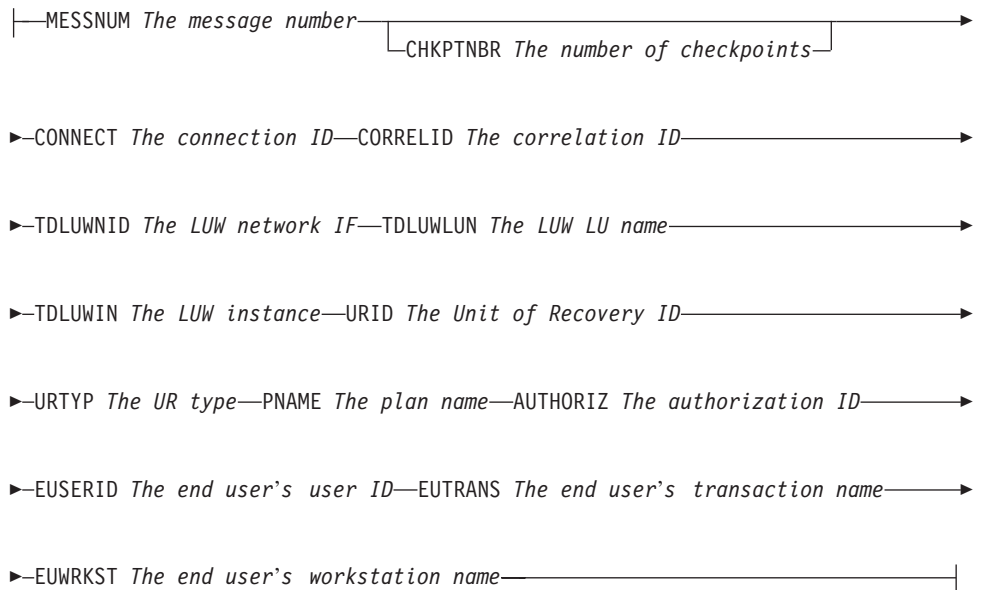 MESSNUM The message number
CHKPTNBR The number of checkpoints
CONNECT The connection ID CORRELID The correlation ID
TDLUWNID The LUW network IF TDLUWLUN The LUW LU name
TDLUWIN The LUW instance URID The Unit of Recovery ID
URTYP The UR type PNAME The plan name AUTHORIZ The authorization ID
EUSERID The end user's user ID EUTRANS The end user's transaction name
EUWRKST The end user's workstation name